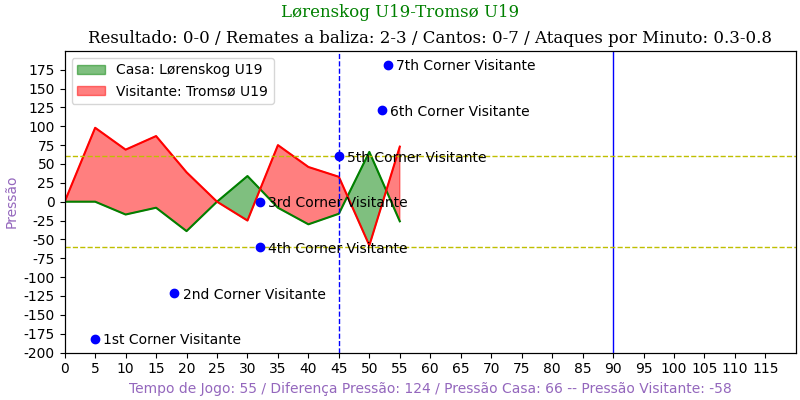 Lørenskog U19-Tromsø U19
Resultado: 0-0 / Remates a baliza: 2-3 / Cantos: 0-7 / Ataques por Minuto: 0.3-0.8
Casa: Lørenskog U19
Visitante: Tromsø U19
7th Corner Visitante
6th Corner Visitante
5th Corner Visitante
3rd Corner Visitante
4th Corner Visitante
2nd Corner Visitante
1st Corner Visitante
Pressão
175
150
125
100
75
50
25
0
-25
-50
-75
-100
-125
-150
-175
-200
0 5 10 15 20 25 30 35 40 45 50 55 60 65 70 75 80 85 90 95 100 105 110 115
Tempo de Jogo: 55 / Diferença Pressão: 124 / Pressão Casa: 66 -- Pressão Visitante: -58